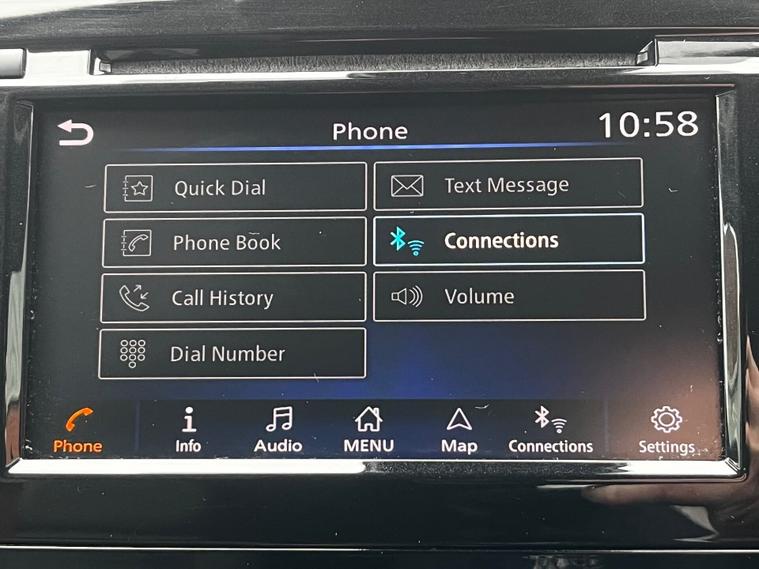 Phone
10:58
Quick Dial
Text Message
Phone Book
Connections
Call History
Volume
Dial Number
Phone
Info
Audio
MENU
Map
Connections
Settings